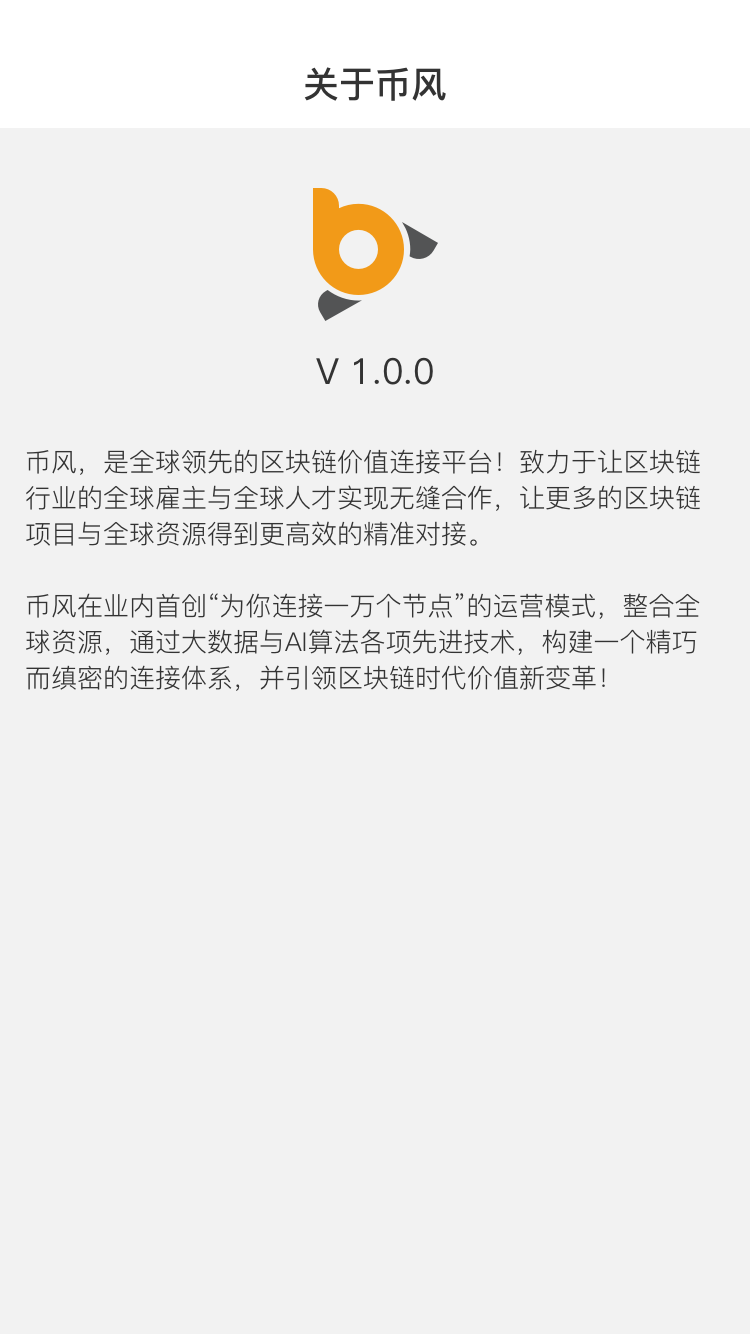 关于币风
V 1.0.0
币风，是全球领先的区块链价值连接平台！致力于让区块链
行业的全球雇主与全球人才实现无缝合作，让更多的区块链
项目与全球资源得到更高效的精准对接。
币风在业内首创“为你连接一万个节点”的运营模式，整合全
球资源，通过大数据与AI算法各项先进技术，构建一个精巧
而缜密的连接体系，并引领区块链时代价值新变革！